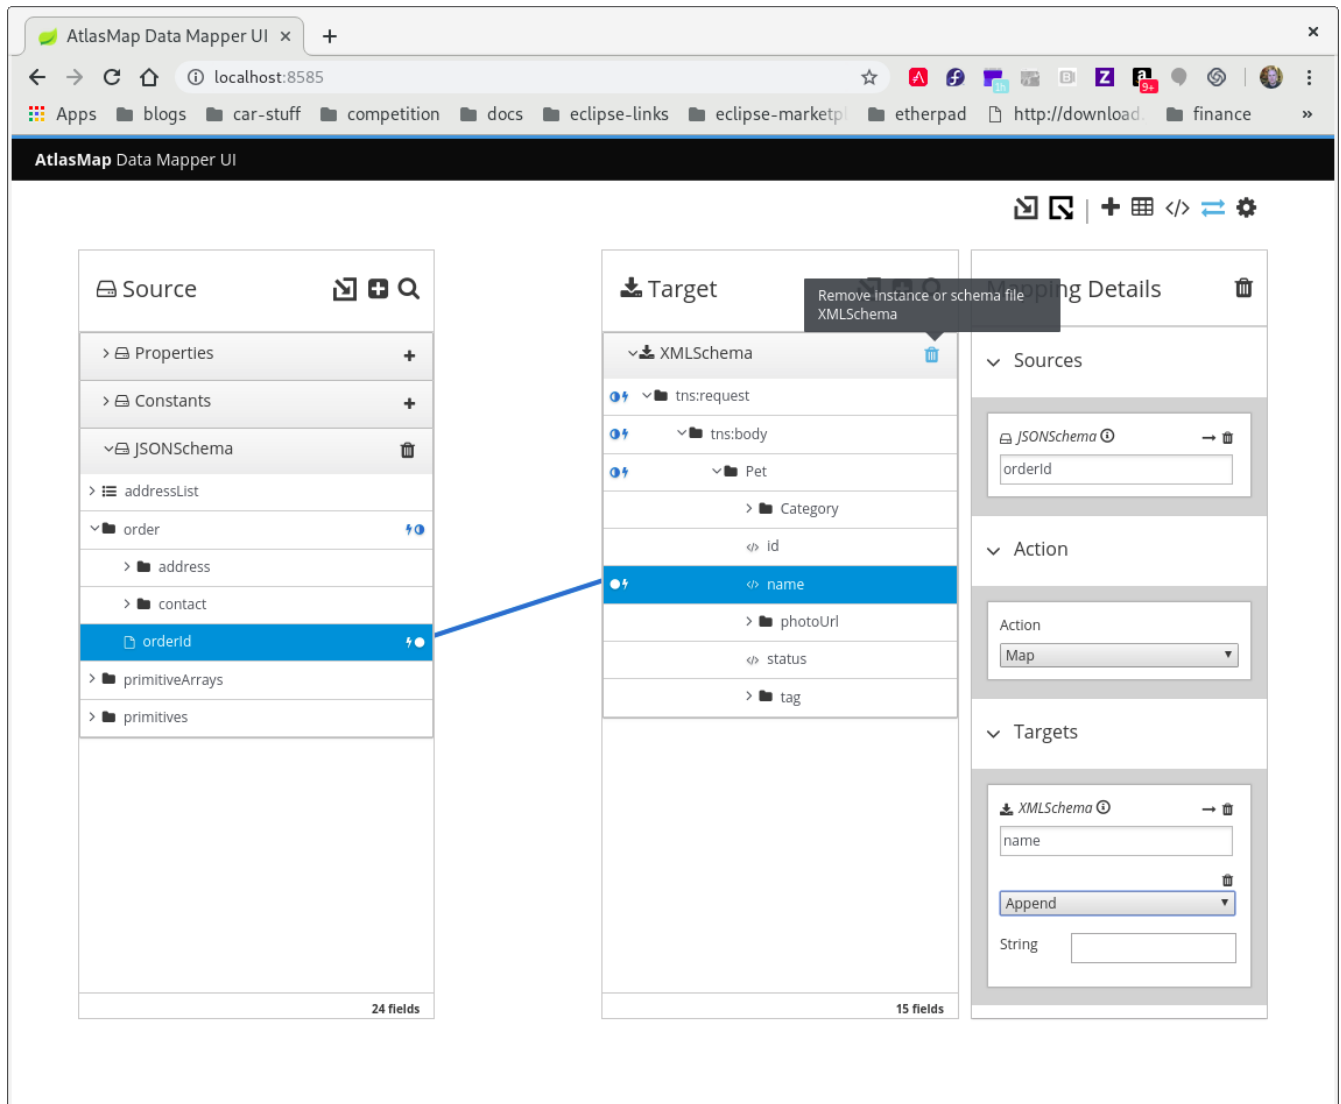 AtlasMap Data Mapper UI
localhost:8585
Apps blogs car-stuff competition docs eclipse-links eclipse-marketpl etherpad http://download. finance »
AtlasMap Data Mapper UI
Source
Target
Mapping Details
Remove instance or schema file
XMLSchema
Properties
Constants
JSONSchema
addressList
order
address
contact
orderId
primitiveArrays
primitives
24 fields
XMLSchema
tns:request
tns:body
Pet
Category
id
name
photoUrl
status
tag
15 fields
Sources
JSONSchema
orderId
Action
Action
Map
Targets
XMLSchema
name
Append
String